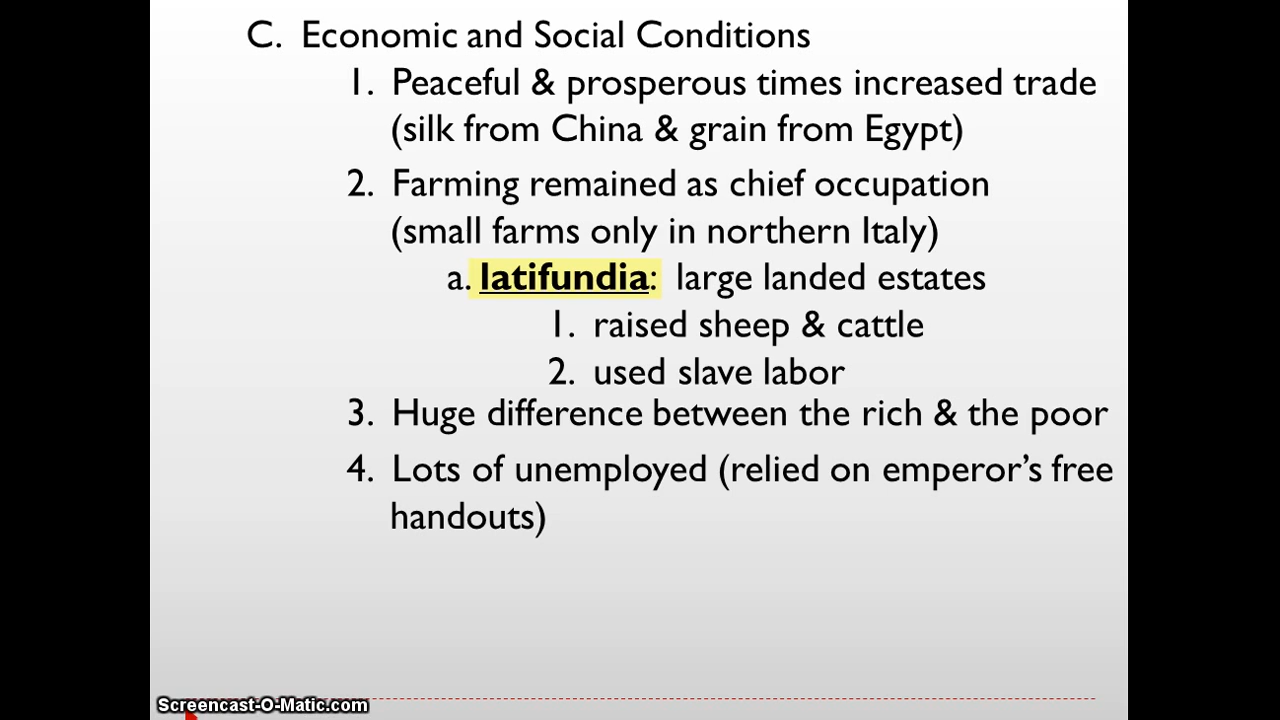 C. Economic and Social Conditions
1. Peaceful & prosperous times increased trade
(silk from China & grain from Egypt)
2. Farming remained as chief occupation
(small farms only in northern Italy)
a. latifundia: large landed estates
1. raised sheep & cattle
2. used slave labor
3. Huge difference between the rich & the poor
4. Lots of unemployed (relied on emperor’s free
handouts)
Screencast-O-Matic.com